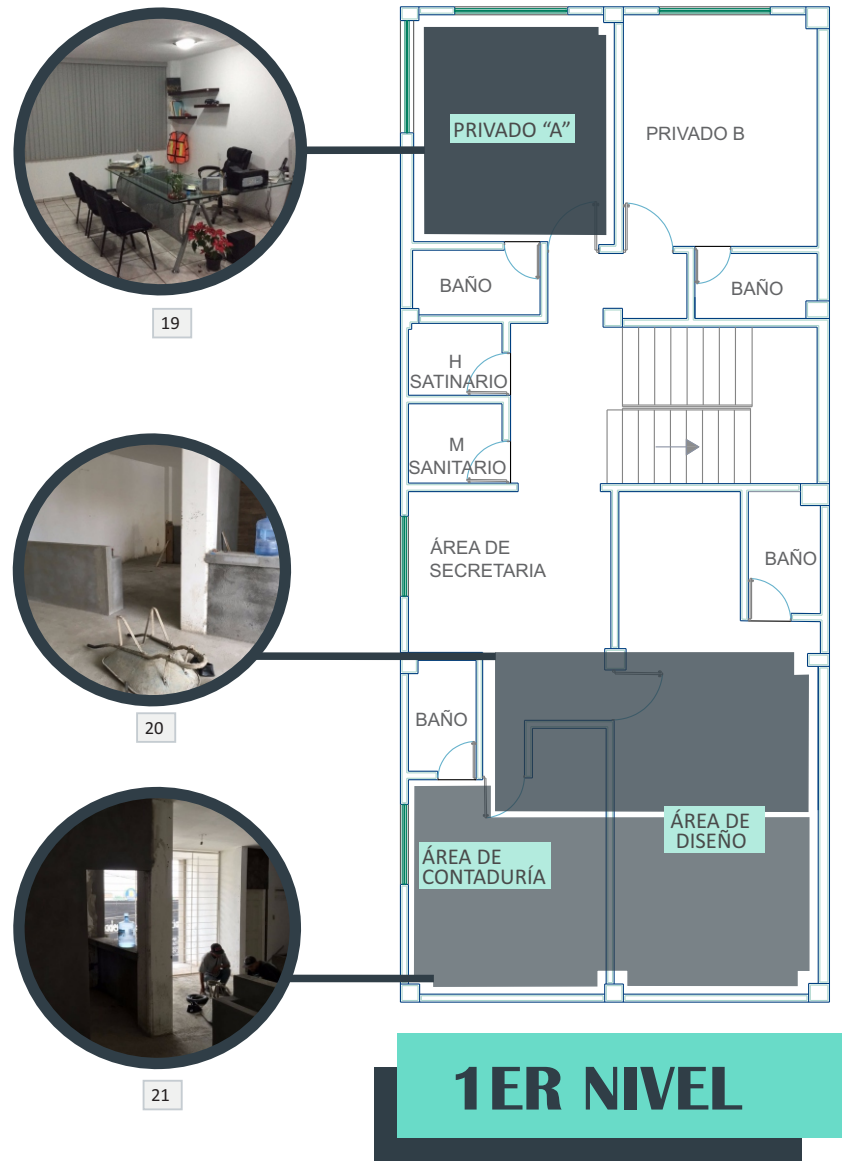 PRIVADO “A”
PRIVADO B
19
BAÑO
BAÑO
H
SATINARIO
M
SANITARIO
ÁREA DE
SECRETARIA
BAÑO
20
BAÑO
ÁREA DE
DISEÑO
ÁREA DE
CONTADURÍA
21
1ER NIVEL